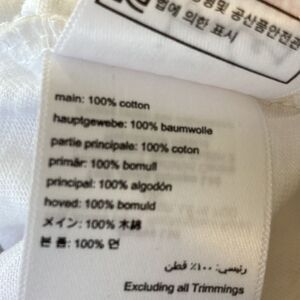 법에 의한 표시
main: 100% cotton
hauptgewebe: 100% baumwolle
partie principale: 100% coton
primär: 100% bomull
principal: 100% algodón
hoved: 100% bomuld
メイン: 100% 木綿
본 품: 100% 면
رئيسي: ١٠٠٪ قطن
Excluding all Trimmings